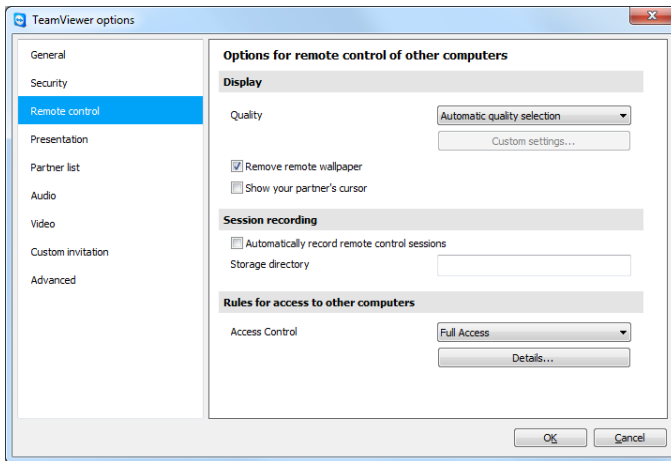 TeamViewer options
General
Security
Remote control
Presentation
Partner list
Audio
Video
Custom invitation
Advanced
Options for remote control of other computers
Display
Quality
Automatic quality selection
Custom settings...
Remove remote wallpaper
Show your partner's cursor
Session recording
Automatically record remote control sessions
Storage directory
Rules for access to other computers
Access Control
Full Access
Details...
OK
Cancel